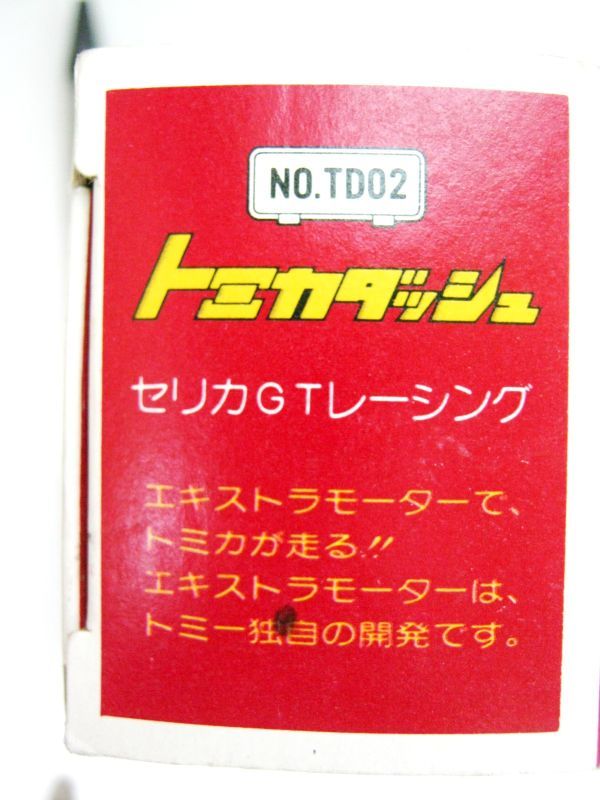 NO.TD02
トミカダッシュ
セリカGTレーシング
エキストラモーターで、
トミカが走る!!
エキストラモーターは、
トミー独自の開発です。